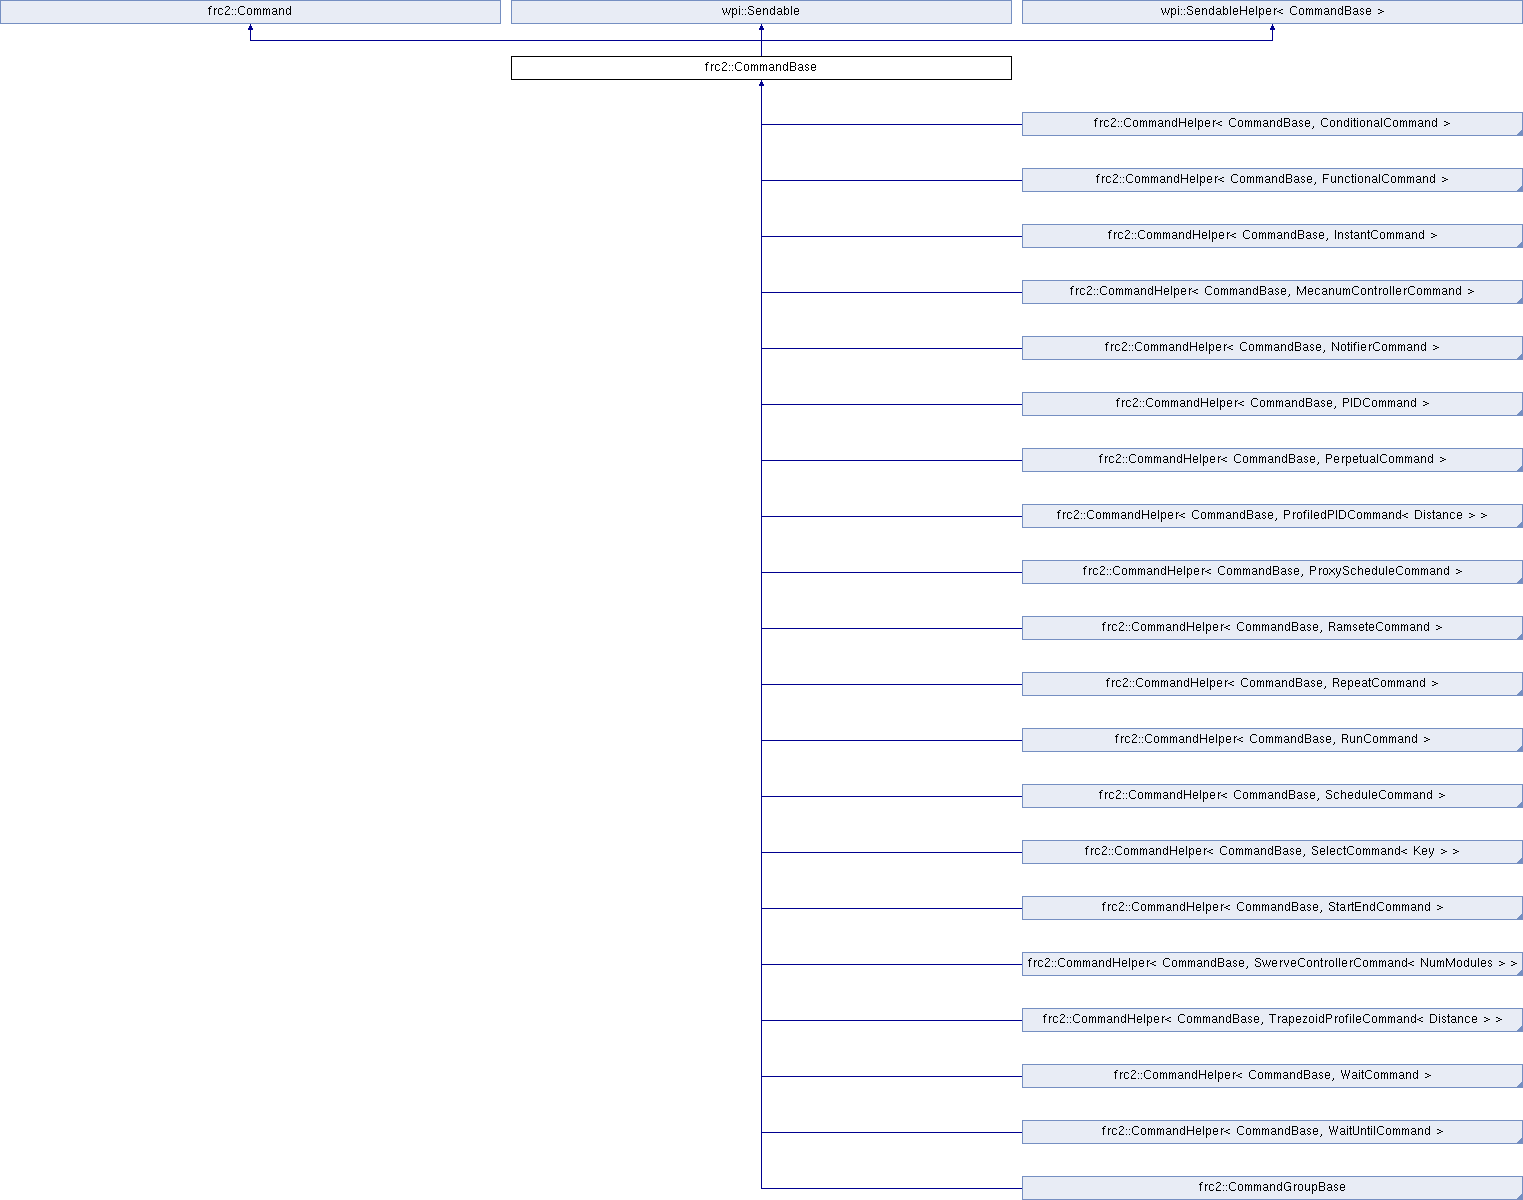 frc2::Command
wpi::Sendable
wpi::SendableHelper< CommandBase >
frc2::CommandBase
frc2::CommandHelper< CommandBase, ConditionalCommand >
frc2::CommandHelper< CommandBase, FunctionalCommand >
frc2::CommandHelper< CommandBase, InstantCommand >
frc2::CommandHelper< CommandBase, MecanumControllerCommand >
frc2::CommandHelper< CommandBase, NotifierCommand >
frc2::CommandHelper< CommandBase, PIDCommand >
frc2::CommandHelper< CommandBase, PerpetualCommand >
frc2::CommandHelper< CommandBase, ProfiledPIDCommand< Distance > >
frc2::CommandHelper< CommandBase, ProxyScheduleCommand >
frc2::CommandHelper< CommandBase, RamseteCommand >
frc2::CommandHelper< CommandBase, RepeatCommand >
frc2::CommandHelper< CommandBase, RunCommand >
frc2::CommandHelper< CommandBase, ScheduleCommand >
frc2::CommandHelper< CommandBase, SelectCommand< Key > >
frc2::CommandHelper< CommandBase, StartEndCommand >
frc2::CommandHelper< CommandBase, SwerveControllerCommand< NumModules > >
frc2::CommandHelper< CommandBase, TrapezoidProfileCommand< Distance > >
frc2::CommandHelper< CommandBase, WaitCommand >
frc2::CommandHelper< CommandBase, WaitUntilCommand >
frc2::CommandGroupBase